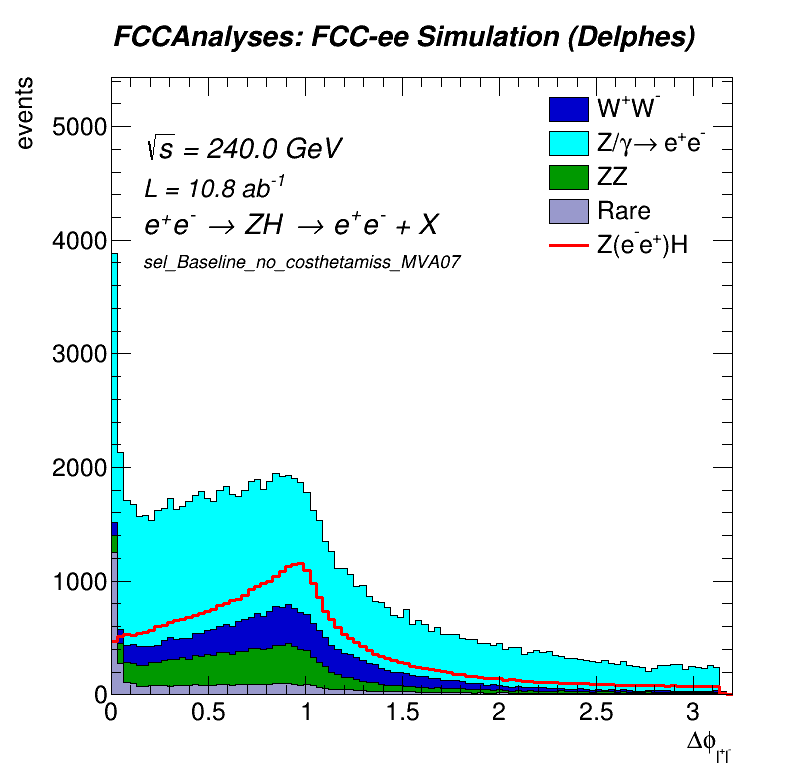 FCCAnalyses: FCC-ee Simulation (Delphes)
events
5000
4000
3000
2000
1000
0
√s = 240.0 GeV
L = 10.8 ab⁻¹
e⁺e⁻ → ZH → e⁺e⁻ + X
sel_Baseline_no_costhetamiss_MVA07
W⁺W⁻
Z/γ→ e⁺e⁻
ZZ
Rare
Z(e⁻e⁺)H
0 0.5 1 1.5 2 2.5 3
Δϕ_l⁺l⁻